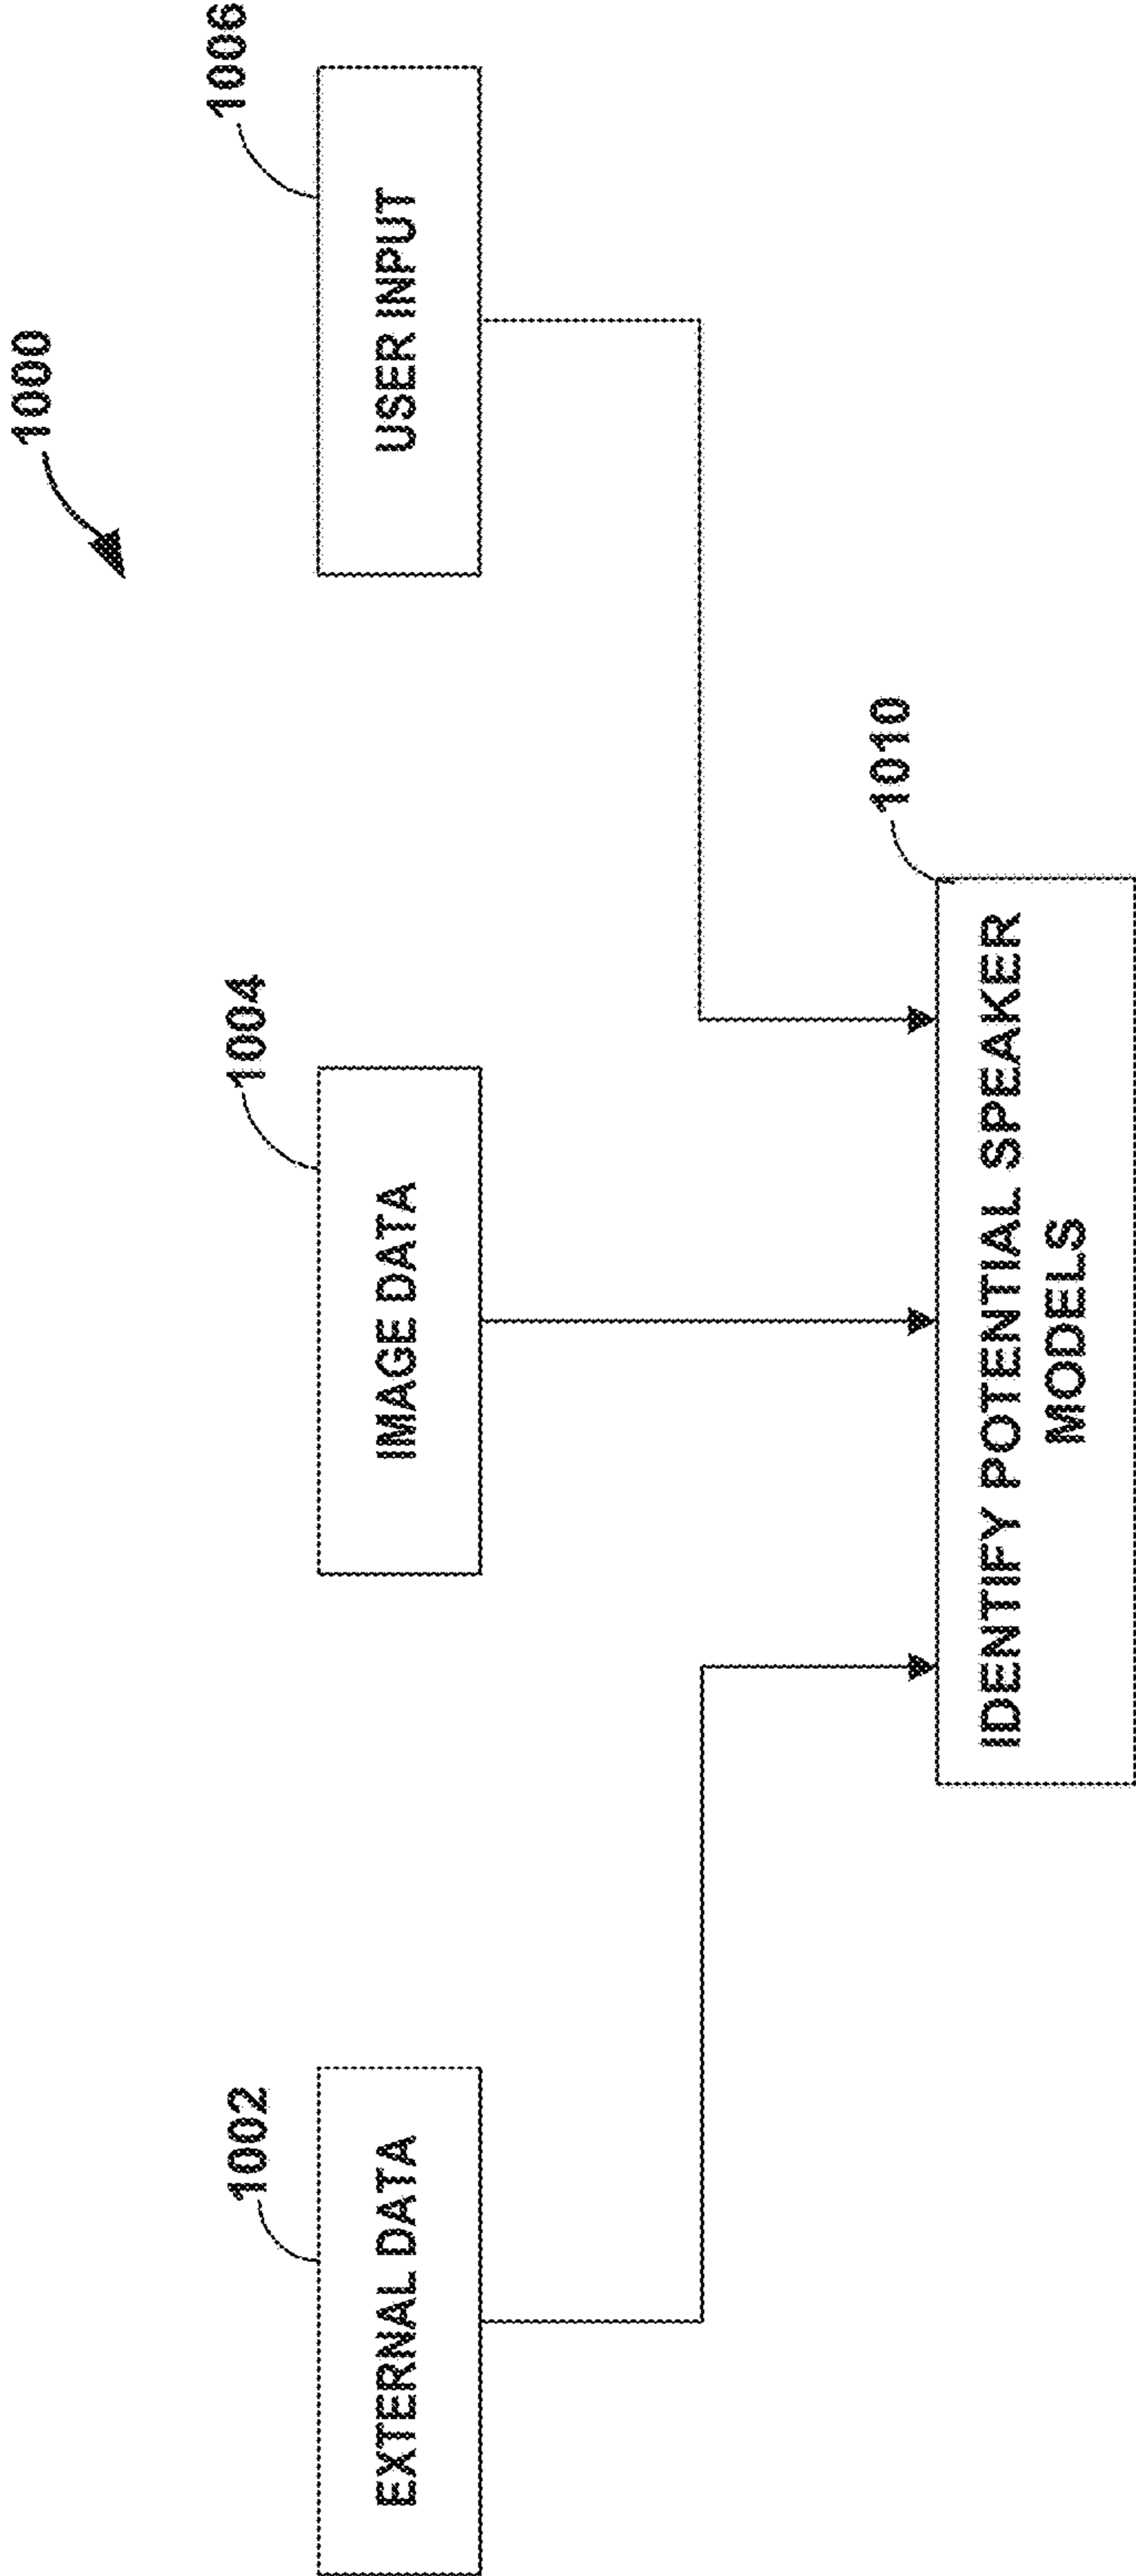 1000
1002
EXTERNAL DATA
1004
IMAGE DATA
1006
USER INPUT
1010
IDENTIFY POTENTIAL SPEAKER
MODELS